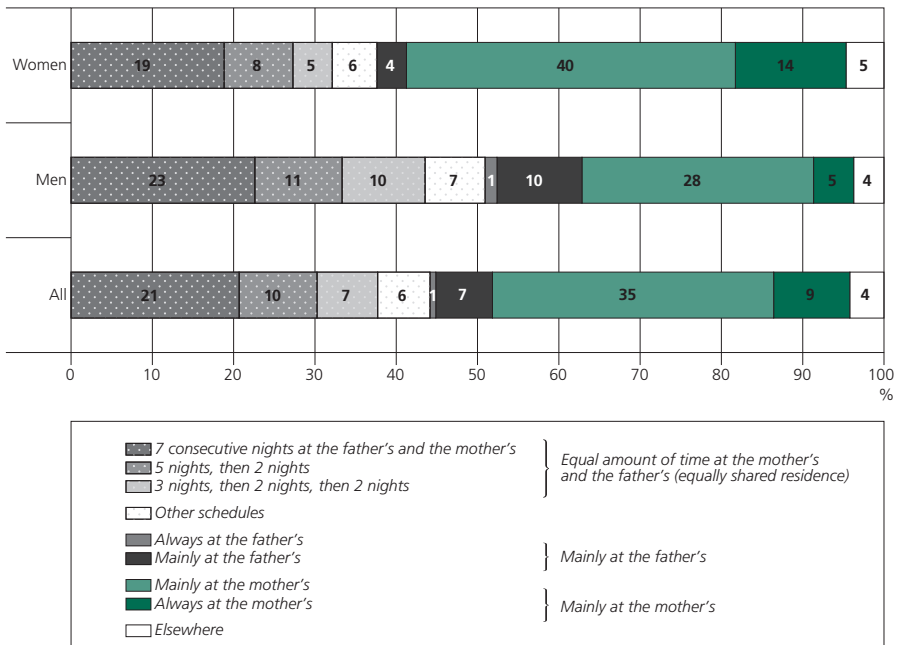 Women 19 8 5 6 4 40 14 5
Men 23 11 10 7 1 10 28 5 4
All 21 10 7 6 1 7 35 9 4
0 10 20 30 40 50 60 70 80 90 100
%
7 consecutive nights at the father's and the mother's
5 nights, then 2 nights
3 nights, then 2 nights, then 2 nights
Equal amount of time at the mother's
and the father's (equally shared residence)
Other schedules
Always at the father's
Mainly at the father's
Mainly at the father's
Mainly at the mother's
Always at the mother's
Mainly at the mother's
Elsewhere